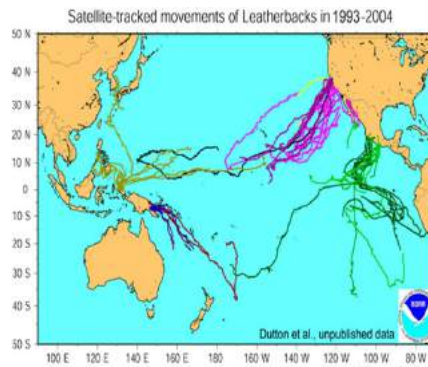 Satellite-tracked movements of Leatherbacks in 1993-2004
50 N
40 N
30 N
20 N
10 N
0
10 S
20 S
30 S
40 S
50 S
100 E 120 E 140 E 160 E 180 160 W 140 W 120 W 100 W 80 W
Dutton et al., unpublished data